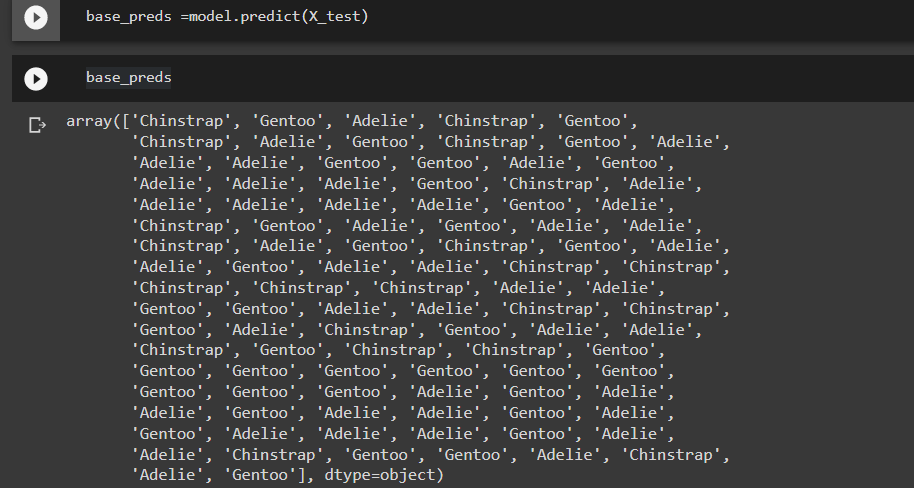 base_preds =model.predict(X_test)
base_preds
array(['Chinstrap', 'Gentoo', 'Adelie', 'Chinstrap', 'Gentoo',
'Chinstrap', 'Adelie', 'Gentoo', 'Chinstrap', 'Gentoo', 'Adelie',
'Adelie', 'Adelie', 'Gentoo', 'Gentoo', 'Adelie', 'Gentoo',
'Adelie', 'Adelie', 'Adelie', 'Gentoo', 'Chinstrap', 'Adelie',
'Adelie', 'Adelie', 'Adelie', 'Adelie', 'Gentoo', 'Adelie',
'Chinstrap', 'Gentoo', 'Adelie', 'Gentoo', 'Adelie', 'Adelie',
'Chinstrap', 'Adelie', 'Gentoo', 'Chinstrap', 'Gentoo', 'Adelie',
'Adelie', 'Gentoo', 'Adelie', 'Adelie', 'Chinstrap', 'Chinstrap',
'Chinstrap', 'Chinstrap', 'Chinstrap', 'Adelie', 'Adelie',
'Gentoo', 'Gentoo', 'Adelie', 'Adelie', 'Chinstrap', 'Chinstrap',
'Gentoo', 'Adelie', 'Chinstrap', 'Gentoo', 'Adelie', 'Adelie',
'Chinstrap', 'Gentoo', 'Chinstrap', 'Chinstrap', 'Gentoo',
'Gentoo', 'Gentoo', 'Gentoo', 'Gentoo', 'Gentoo', 'Gentoo',
'Gentoo', 'Gentoo', 'Gentoo', 'Adelie', 'Gentoo', 'Adelie',
'Adelie', 'Gentoo', 'Adelie', 'Adelie', 'Gentoo', 'Adelie',
'Gentoo', 'Adelie', 'Adelie', 'Adelie', 'Gentoo', 'Adelie',
'Adelie', 'Chinstrap', 'Gentoo', 'Gentoo', 'Adelie', 'Chinstrap',
'Adelie', 'Gentoo'], dtype=object)